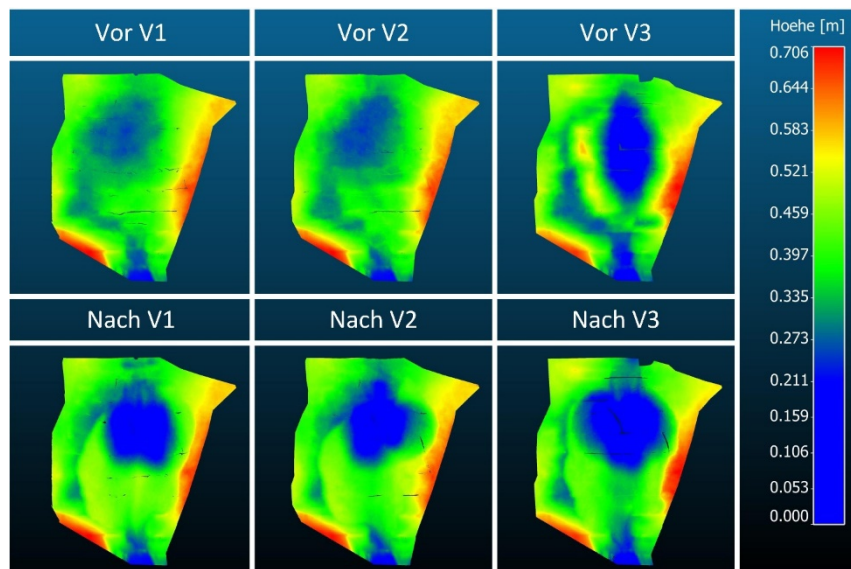 Vor V1
Vor V2
Vor V3
Nach V1
Nach V2
Nach V3
Hoehe [m]
0.706
0.644
0.583
0.521
0.459
0.397
0.335
0.273
0.211
0.159
0.106
0.053
0.000